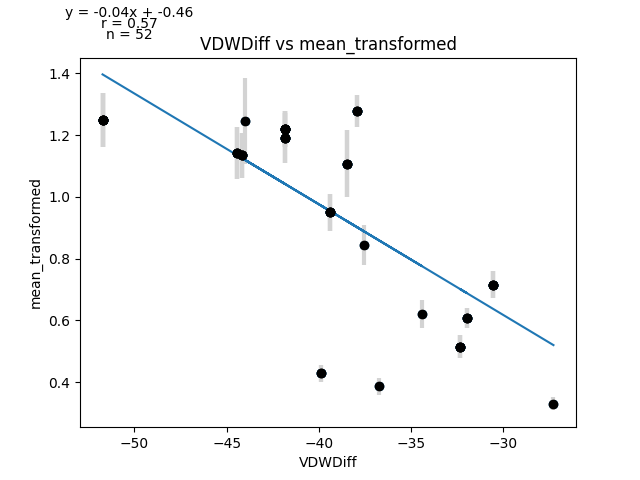 y = -0.04x + -0.46
r = 0.57
n = 52
VDWDiff vs mean_transformed
mean_transformed
1.4
1.2
1.0
0.8
0.6
0.4
−50
−45
−40
−35
−30
VDWDiff